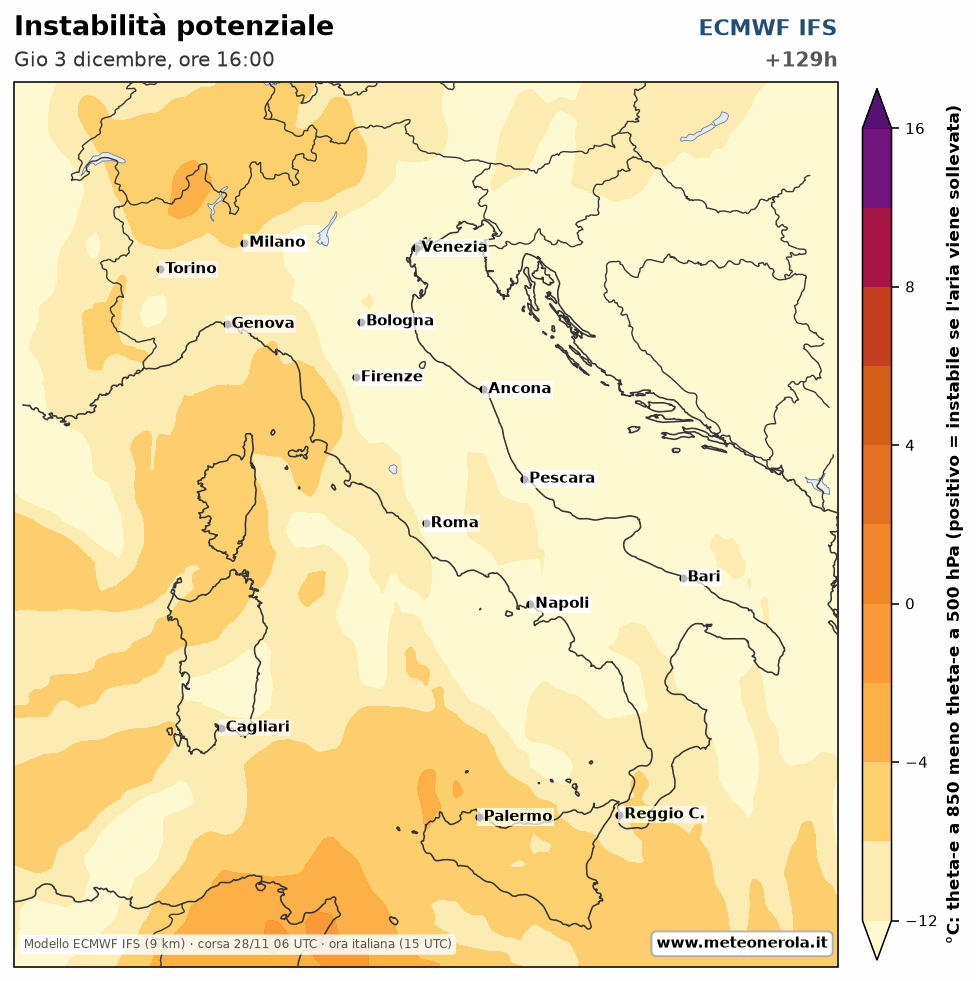 Instabilità potenziale
ECMWF IFS
Gio 3 dicembre, ore 16:00
+129h
Milano
Venezia
Torino
Genova
Bologna
Firenze
Ancona
Pescara
Roma
Bari
Napoli
Cagliari
Palermo
Reggio C.
16
8
4
0
−4
−12
°C: theta-e a 850 meno theta-e a 500 hPa (positivo = instabile se l'aria viene sollevata)
Modello ECMWF IFS (9 km) · corsa 28/11 06 UTC · ora italiana (15 UTC)
www.meteonerola.it